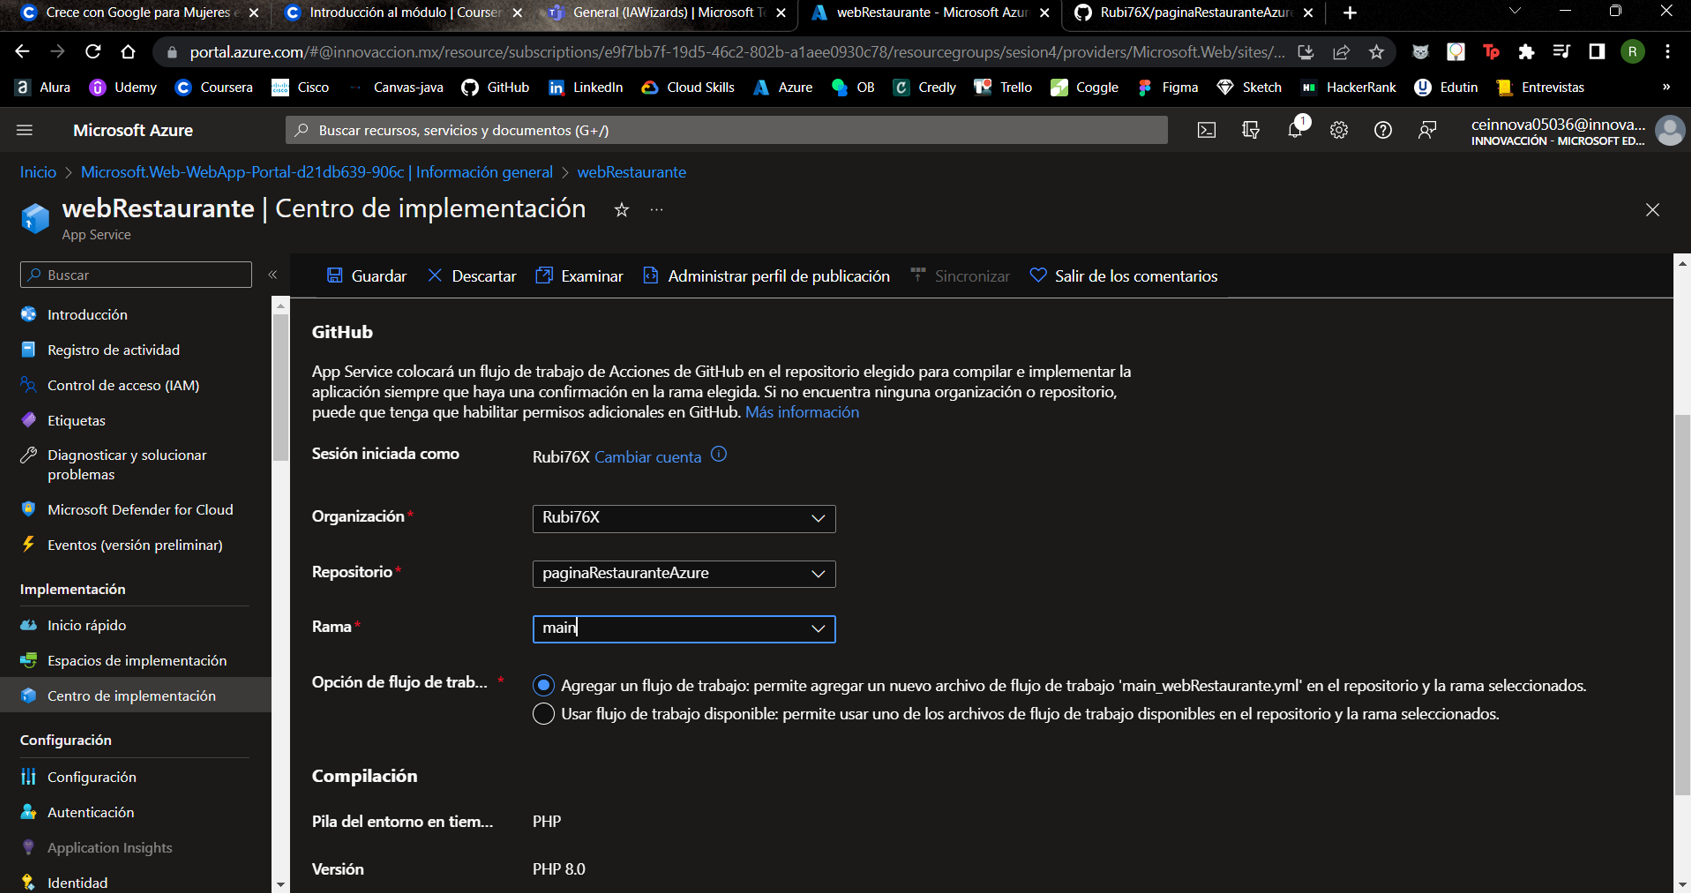 Crece con Google para Mujeres e
Introducción al módulo | Courser
General (IAWizards) | Microsoft Te
webRestaurante - Microsoft Azur
Rubi76X/paginaRestauranteAzure
portal.azure.com/#@innovaccion.mx/resource/subscriptions/e9f7bb7f-19d5-46c2-802b-a1aee0930c78/resourcegroups/sesion4/providers/Microsoft.Web/sites/...
Tp
R
Alura
Udemy
Coursera
Cisco
Canvas-java
GitHub
LinkedIn
Cloud Skills
Azure
OB
Credly
Trello
Coggle
Figma
Sketch
HackerRank
Edutin
Entrevistas
»
Microsoft Azure
Buscar recursos, servicios y documentos (G+/)
1
ceinnova05036@innova...
INNOVACCIÓN - MICROSOFT ED...
Inicio > Microsoft.Web-WebApp-Portal-d21db639-906c | Información general > webRestaurante
webRestaurante | Centro de implementación
App Service
Buscar
«
Guardar
Descartar
Examinar
Administrar perfil de publicación
Sincronizar
Salir de los comentarios
Introducción
Registro de actividad
Control de acceso (IAM)
Etiquetas
Diagnosticar y solucionar
problemas
Microsoft Defender for Cloud
Eventos (versión preliminar)
Implementación
Inicio rápido
Espacios de implementación
Centro de implementación
Configuración
Configuración
Autenticación
Application Insights
Identidad
GitHub
App Service colocará un flujo de trabajo de Acciones de GitHub en el repositorio elegido para compilar e implementar la
aplicación siempre que haya una confirmación en la rama elegida. Si no encuentra ninguna organización o repositorio,
puede que tenga que habilitar permisos adicionales en GitHub. Más información
Sesión iniciada como
Rubi76X Cambiar cuenta
Organización*
Rubi76X
Repositorio*
paginaRestauranteAzure
Rama*
main
Opción de flujo de trab... *
Agregar un flujo de trabajo: permite agregar un nuevo archivo de flujo de trabajo 'main_webRestaurante.yml' en el repositorio y la rama seleccionados.
Usar flujo de trabajo disponible: permite usar uno de los archivos de flujo de trabajo disponibles en el repositorio y la rama seleccionados.
Compilación
Pila del entorno en tiem...
PHP
Versión
PHP 8.0